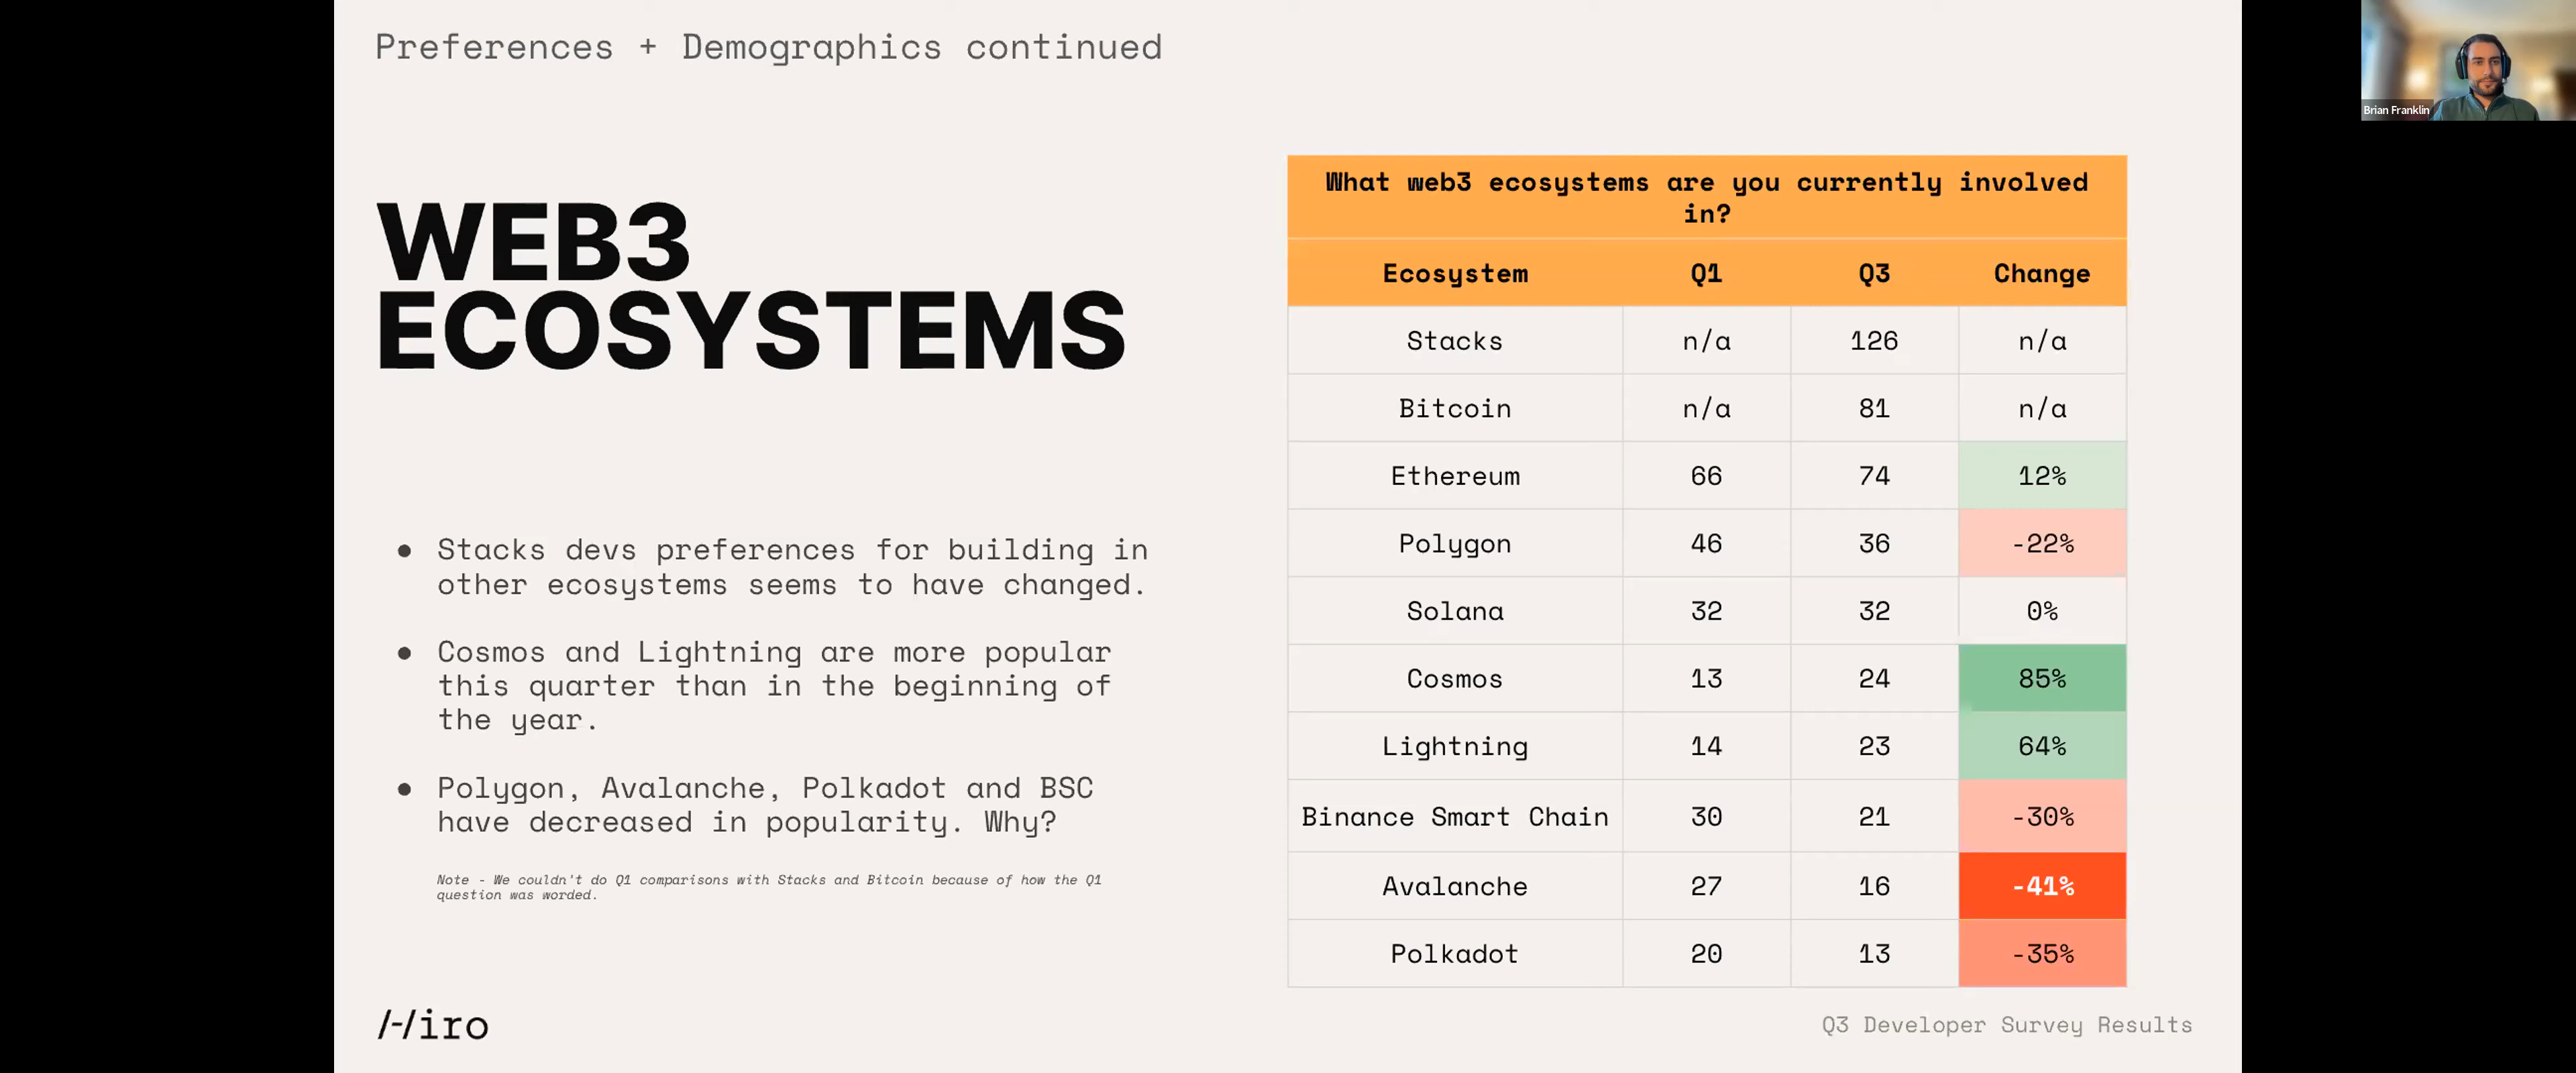 Preferences + Demographics continued
Brian Franklin
WEB3
ECOSYSTEMS
● Stacks devs preferences for building in
other ecosystems seems to have changed.
● Cosmos and Lightning are more popular
this quarter than in the beginning of
the year.
● Polygon, Avalanche, Polkadot and BSC
have decreased in popularity. Why?
Note - We couldn't do Q1 comparisons with Stacks and Bitcoin because of how the Q1
question was worded.
What web3 ecosystems are you currently involved
in?
Ecosystem Q1 Q3 Change
Stacks n/a 126 n/a
Bitcoin n/a 81 n/a
Ethereum 66 74 12%
Polygon 46 36 -22%
Solana 32 32 0%
Cosmos 13 24 85%
Lightning 14 23 64%
Binance Smart Chain 30 21 -30%
Avalanche 27 16 -41%
Polkadot 20 13 -35%
Hiro
Q3 Developer Survey Results